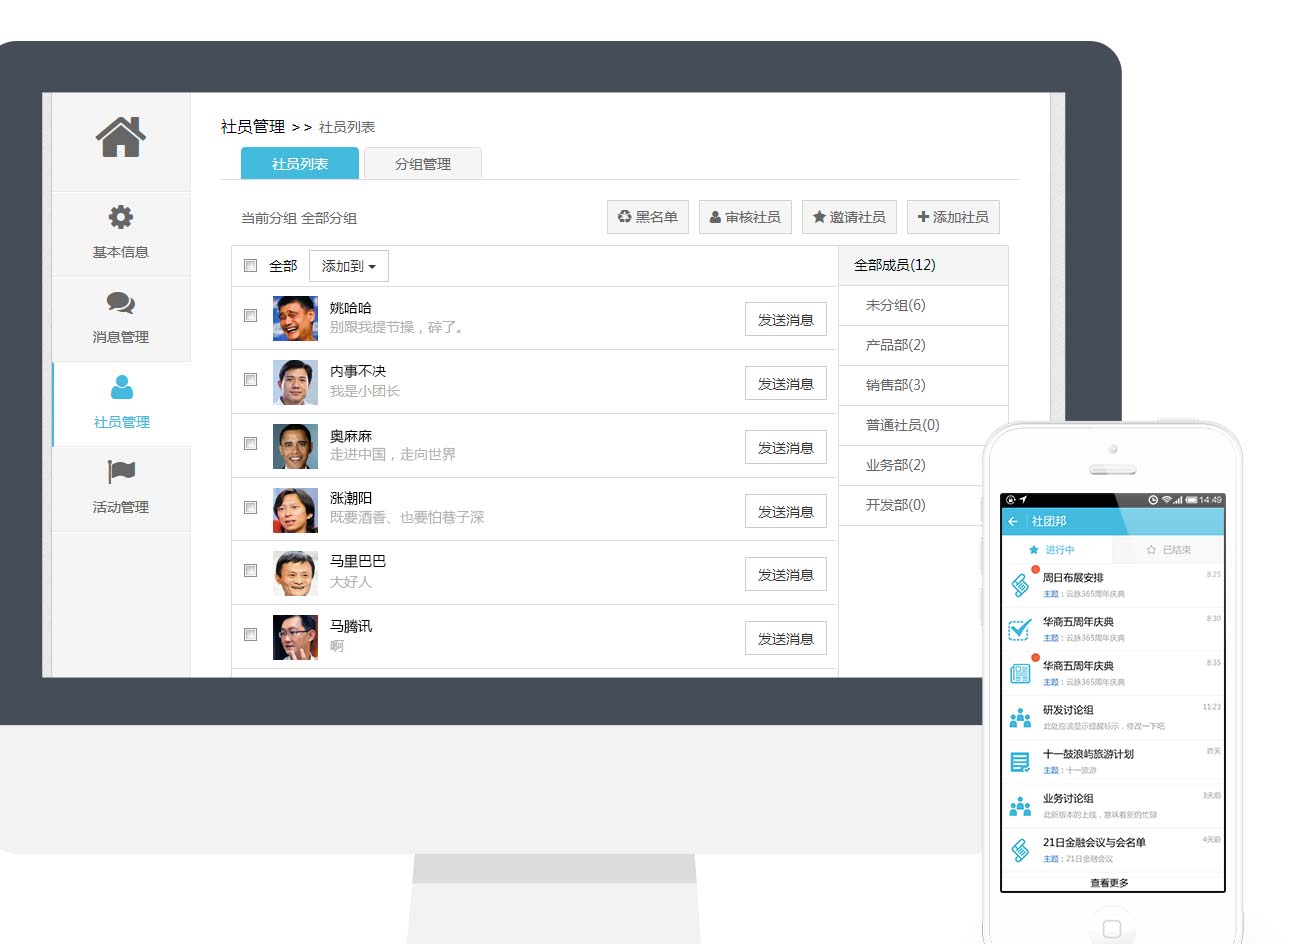 社员管理 >> 社员列表
社员列表
分组管理
当前分组 全部分组
黑名单
审核社员
邀请社员
添加社员
基本信息
消息管理
社员管理
活动管理
全部
添加到
姚哈哈
别跟我提节操，碎了。
发送消息
内事不决
我是小团长
发送消息
奥麻麻
走进中国，走向世界
发送消息
张潮阳
既要酒香、也要怕巷子深
发送消息
马里巴巴
大好人
发送消息
马腾讯
啊
发送消息
全部成员(12)
未分组(6)
产品部(2)
销售部(3)
普通社员(0)
业务部(2)
开发部(0)
14:49
社团邦
进行中
已结束
周日布展安排
8:25
主题：云脉365周年庆典
华商五周年庆典
8:30
主题：云脉365周年庆典
华商五周年庆典
8:35
主题：云脉365周年庆典
研发讨论组
11:23
此处应该显示提醒标示，修改一下吧
十一鼓浪屿旅游计划
昨天
主题：十一旅游
业务讨论组
3天前
此新版本的上线，意味着新的忙碌
21日金融会议与会名单
4天前
主题：21日金融会议
查看更多